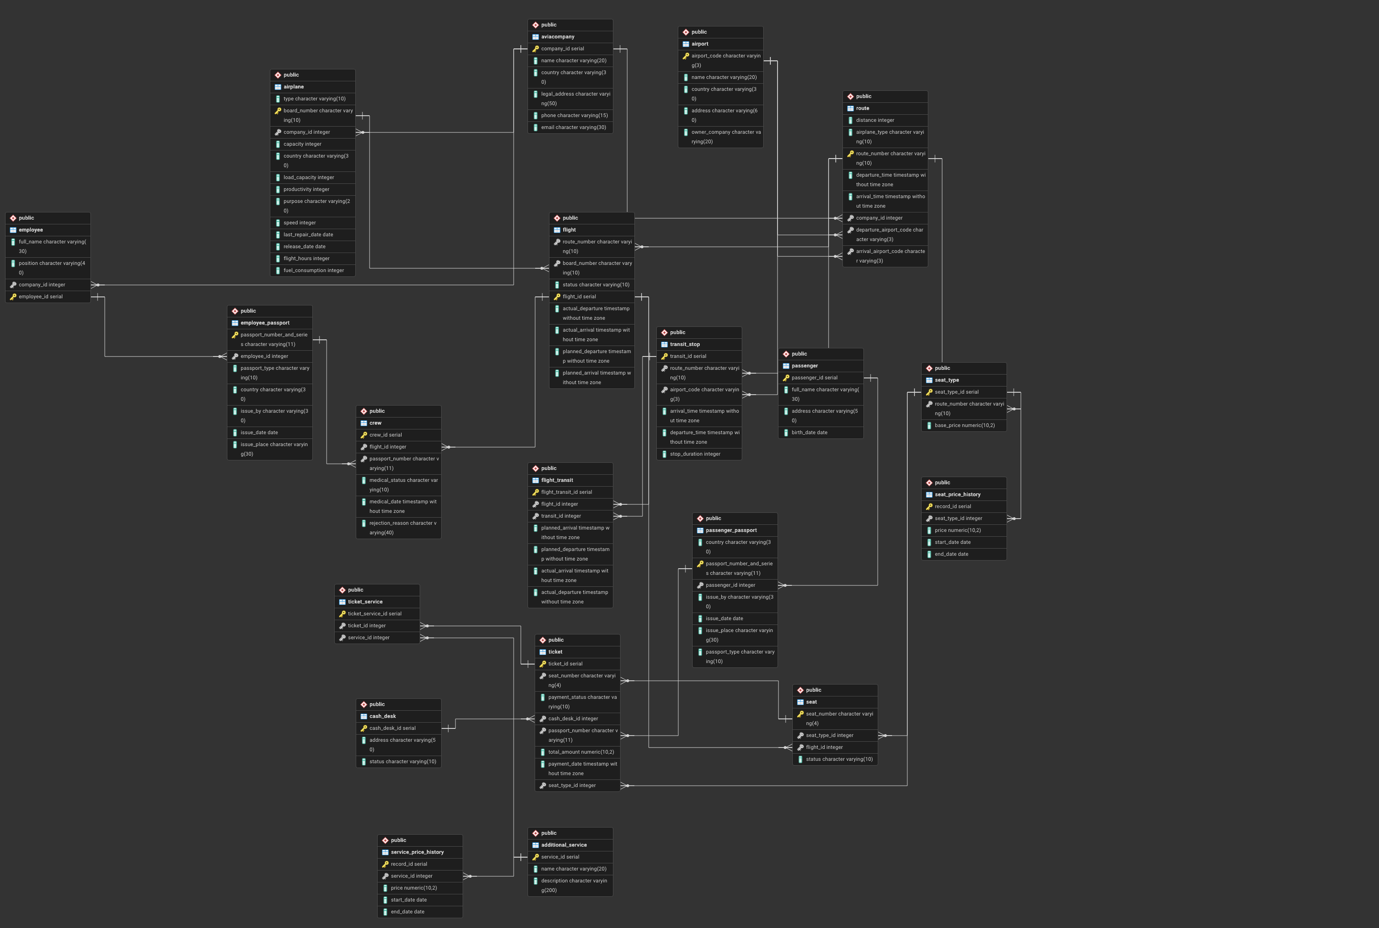 public
aviacompany
company_id serial
name character varying(20)
country character varying(3
0)
legal_address character varyi
ng(50)
phone character varying(15)
email character varying(30)
public
airport
airport_code character varyin
g(3)
name character varying(20)
country character varying(3
0)
address character varying(6
0)
owner_company character va
rying(20)
public
airplane
type character varying(10)
board_number character vary
ing(10)
company_id integer
capacity integer
country character varying(3
0)
load_capacity integer
productivity integer
purpose character varying(2
0)
speed integer
last_repair_date date
release_date date
flight_hours integer
fuel_consumption integer
public
route
distance integer
airplane_type character varyi
ng(10)
route_number character varyi
ng(10)
departure_time timestamp wi
thout time zone
arrival_time timestamp witho
ut time zone
company_id integer
departure_airport_code char
acter varying(3)
arrival_airport_code characte
r varying(3)
public
employee
full_name character varying(
30)
position character varying(4
0)
company_id integer
employee_id serial
public
flight
route_number character varyi
ng(10)
board_number character vary
ing(10)
status character varying(10)
flight_id serial
actual_departure timestamp
without time zone
actual_arrival timestamp wit
hout time zone
planned_departure timestam
p without time zone
planned_arrival timestamp w
ithout time zone
public
employee_passport
passport_number_and_serie
s character varying(11)
employee_id integer
passport_type character vary
ing(10)
country character varying(3
0)
issue_by character varying(3
0)
issue_date date
issue_place character varyin
g(30)
public
transit_stop
transit_id serial
route_number character varyi
ng(10)
airport_code character varyin
g(3)
arrival_time timestamp witho
ut time zone
departure_time timestamp wi
thout time zone
stop_duration integer
public
passenger
passenger_id serial
full_name character varying(
30)
address character varying(5
0)
birth_date date
public
seat_type
seat_type_id serial
route_number character varyi
ng(10)
base_price numeric(10,2)
public
crew
crew_id serial
flight_id integer
passport_number character v
arying(11)
medical_status character var
ying(10)
medical_date timestamp wit
hout time zone
rejection_reason character v
arying(40)
public
flight_transit
flight_transit_id serial
flight_id integer
transit_id integer
planned_arrival timestamp w
ithout time zone
planned_departure timestam
p without time zone
actual_arrival timestamp wit
hout time zone
actual_departure timestamp
without time zone
public
seat_price_history
record_id serial
seat_type_id integer
price numeric(10,2)
start_date date
end_date date
public
passenger_passport
country character varying(3
0)
passport_number_and_serie
s character varying(11)
passenger_id integer
issue_by character varying(3
0)
issue_date date
issue_place character varyin
g(30)
passport_type character vary
ing(10)
public
ticket_service
ticket_service_id serial
ticket_id integer
service_id integer
public
ticket
ticket_id serial
seat_number character varyi
ng(4)
payment_status character va
rying(10)
cash_desk_id integer
passport_number character v
arying(11)
total_amount numeric(10,2)
payment_date timestamp wit
hout time zone
seat_type_id integer
public
seat
seat_number character varyi
ng(4)
seat_type_id integer
flight_id integer
status character varying(10)
public
cash_desk
cash_desk_id serial
address character varying(5
0)
status character varying(10)
public
service_price_history
record_id serial
service_id integer
price numeric(10,2)
start_date date
end_date date
public
additional_service
service_id serial
name character varying(20)
description character varyin
g(200)